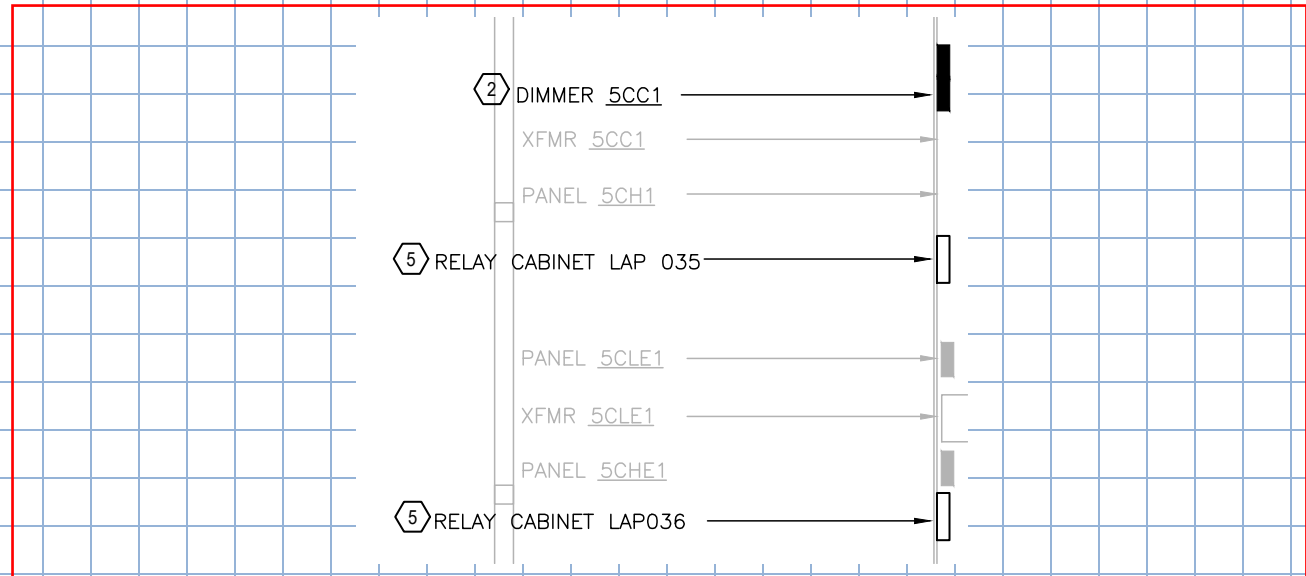 2 DIMMER 5CC1
XFMR 5CC1
PANEL 5CH1
5 RELAY CABINET LAP 035
PANEL 5CLE1
XFMR 5CLE1
PANEL 5CHE1
5 RELAY CABINET LAP036